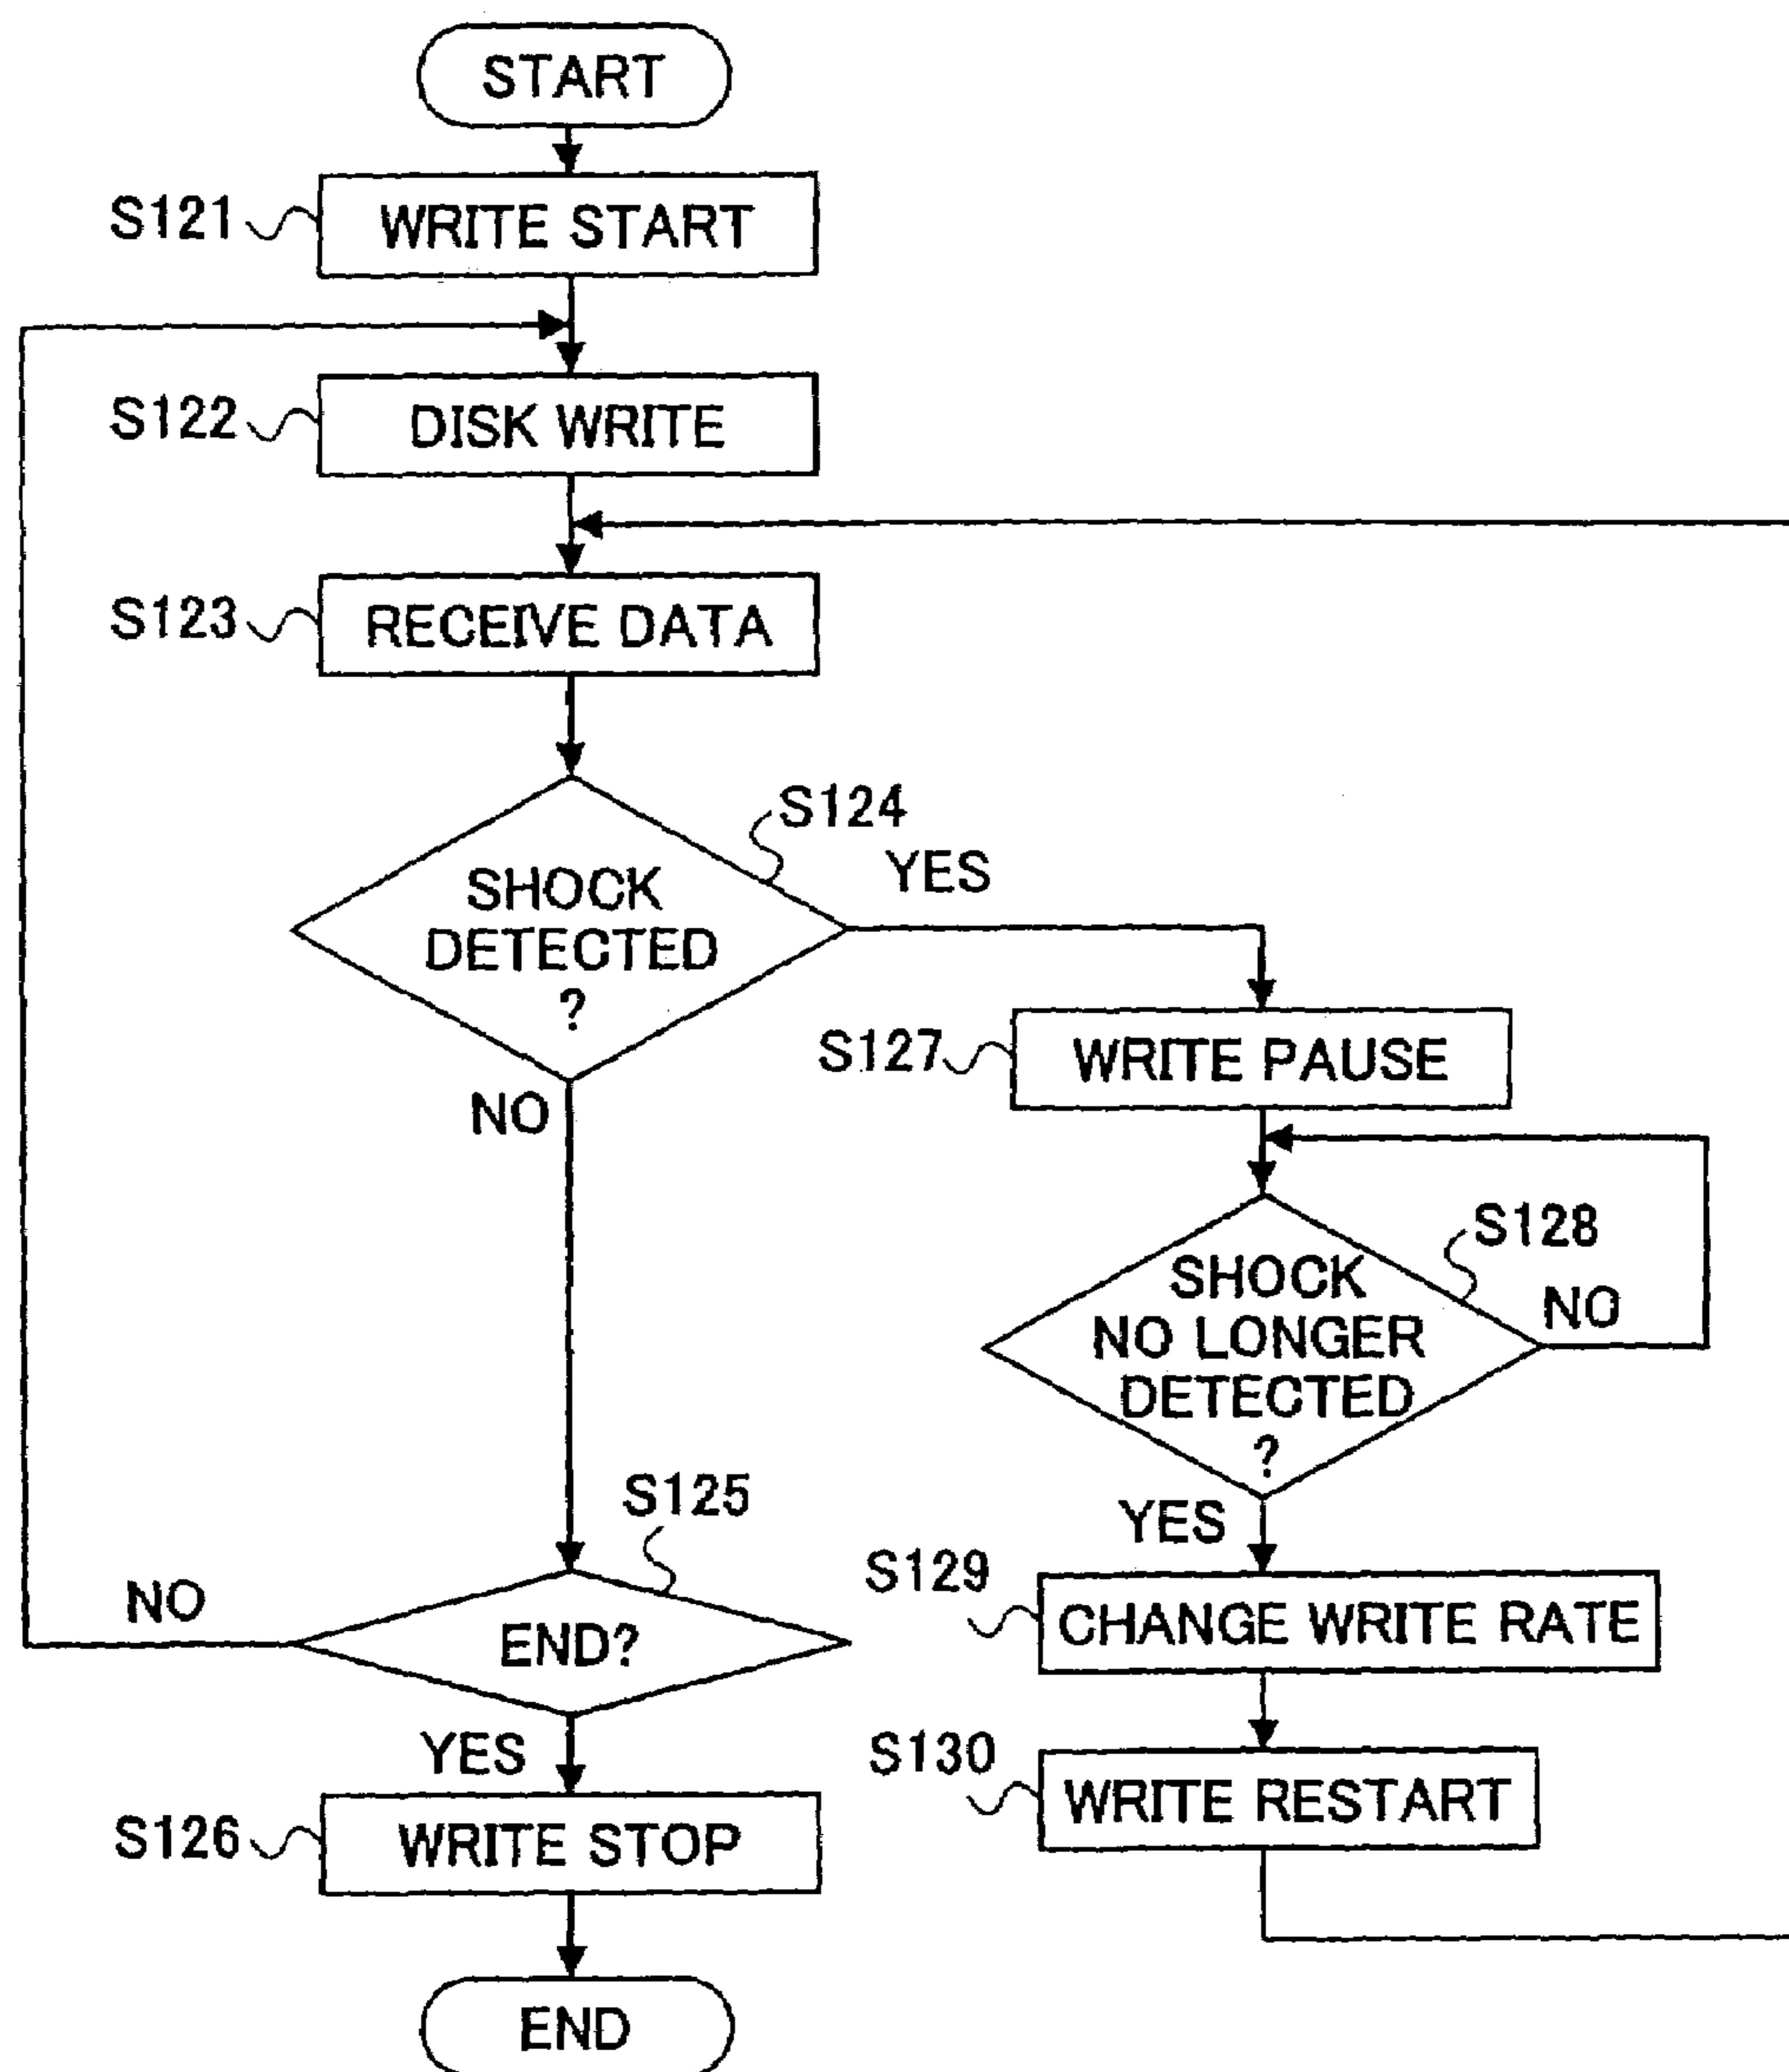 START
S121
WRITE START
S122
DISK WRITE
S123
RECEIVE DATA
S124
SHOCK
DETECTED
?
YES
NO
S127
WRITE PAUSE
S128
SHOCK
NO LONGER
DETECTED
?
NO
YES
S125
END?
NO
YES
S129
CHANGE WRITE RATE
S130
WRITE RESTART
S126
WRITE STOP
END